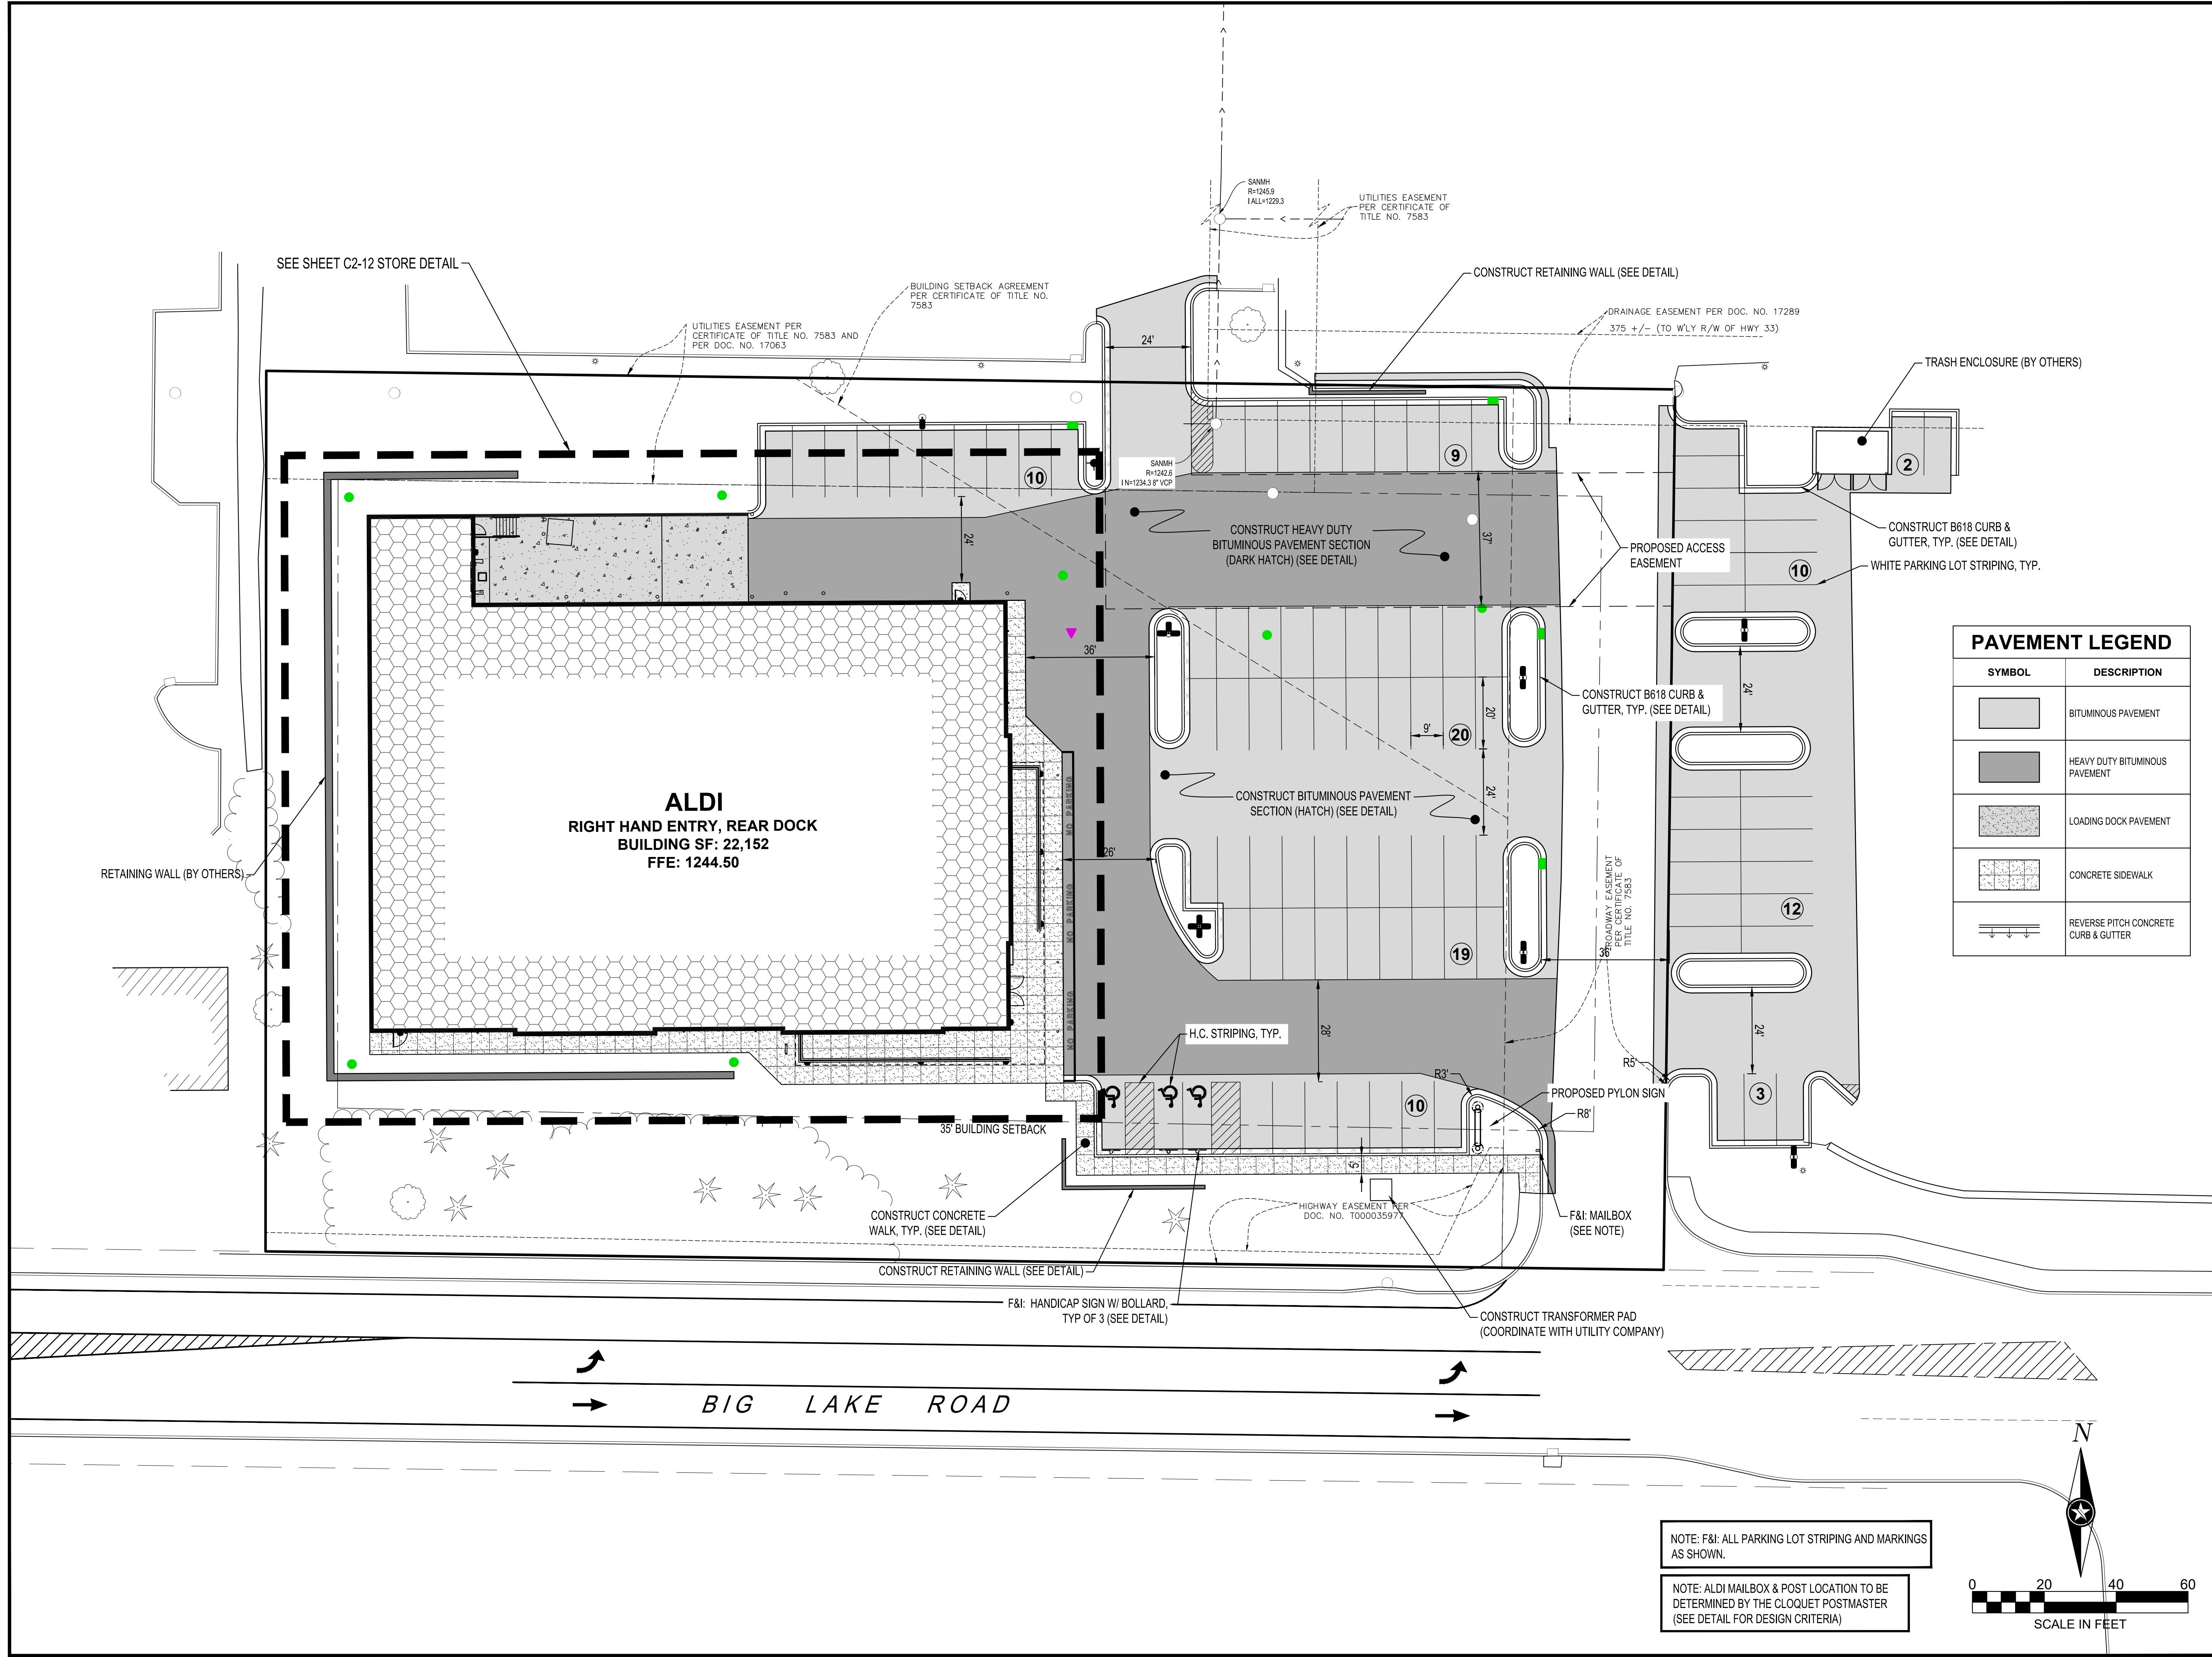 SANMH
R=1245.9
I ALL=1229.3
UTILITIES EASEMENT
PER CERTIFICATE OF
TITLE NO. 7583
SEE SHEET C2-12 STORE DETAIL
CONSTRUCT RETAINING WALL (SEE DETAIL)
BUILDING SETBACK AGREEMENT
PER CERTIFICATE OF TITLE NO.
7583
UTILITIES EASEMENT PER
CERTIFICATE OF TITLE NO. 7583 AND
PER DOC. NO. 17063
DRAINAGE EASEMENT PER DOC. NO. 17289
375 +/- (TO W'LY R/W OF HWY 33)
24'
TRASH ENCLOSURE (BY OTHERS)
SANMH
R=1242.6
I N=1234.3 8" VCP
10
9
2
24'
CONSTRUCT HEAVY DUTY
BITUMINOUS PAVEMENT SECTION
(DARK HATCH) (SEE DETAIL)
37'
PROPOSED ACCESS
EASEMENT
CONSTRUCT B618 CURB &
GUTTER, TYP. (SEE DETAIL)
10
WHITE PARKING LOT STRIPING, TYP.
36'
CONSTRUCT B618 CURB &
GUTTER, TYP. (SEE DETAIL)
24'
20'
9'
20
24'
PAVEMENT LEGEND
SYMBOL
DESCRIPTION
BITUMINOUS PAVEMENT
HEAVY DUTY BITUMINOUS
PAVEMENT
LOADING DOCK PAVEMENT
CONCRETE SIDEWALK
REVERSE PITCH CONCRETE
CURB & GUTTER
ALDI
RIGHT HAND ENTRY, REAR DOCK
BUILDING SF: 22,152
FFE: 1244.50
NO PARKING
NO PARKING
NO PARKING
CONSTRUCT BITUMINOUS PAVEMENT
SECTION (HATCH) (SEE DETAIL)
26'
RETAINING WALL (BY OTHERS)
ROADWAY EASEMENT
PER CERTIFICATE OF
TITLE NO. 7583
12
19
36'
28'
24'
H.C. STRIPING, TYP.
R3'
R5'
PROPOSED PYLON SIGN
R8'
10
3
35' BUILDING SETBACK
5'
HIGHWAY EASEMENT PER
DOC. NO. T000035977
CONSTRUCT CONCRETE
WALK, TYP. (SEE DETAIL)
F&I: MAILBOX
(SEE NOTE)
CONSTRUCT RETAINING WALL (SEE DETAIL)
F&I: HANDICAP SIGN W/ BOLLARD,
TYP OF 3 (SEE DETAIL)
CONSTRUCT TRANSFORMER PAD
(COORDINATE WITH UTILITY COMPANY)
BIG LAKE ROAD
N
NOTE: F&I: ALL PARKING LOT STRIPING AND MARKINGS
AS SHOWN.
NOTE: ALDI MAILBOX & POST LOCATION TO BE
DETERMINED BY THE CLOQUET POSTMASTER
(SEE DETAIL FOR DESIGN CRITERIA)
0 20 40 60
SCALE IN FEET